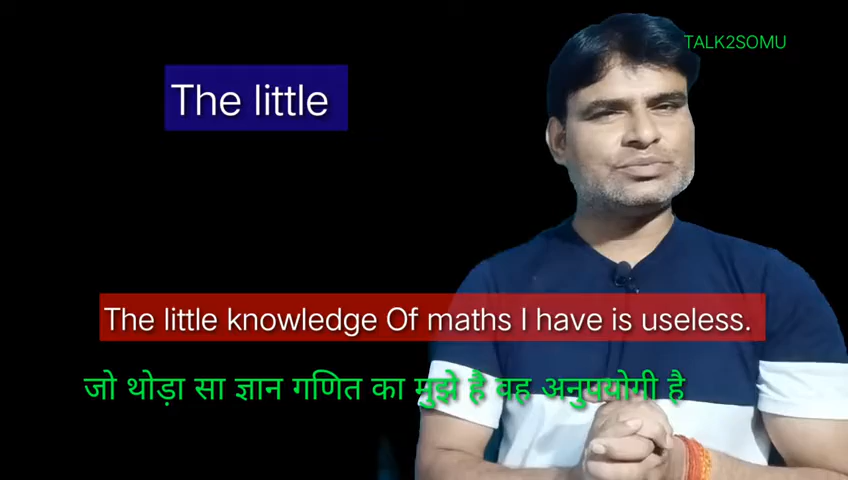 TALK2SOMU
The little
The little knowledge Of maths I have is useless.
जो थोड़ा सा ज्ञान गणित का मुझे है वह अनुपयोगी है